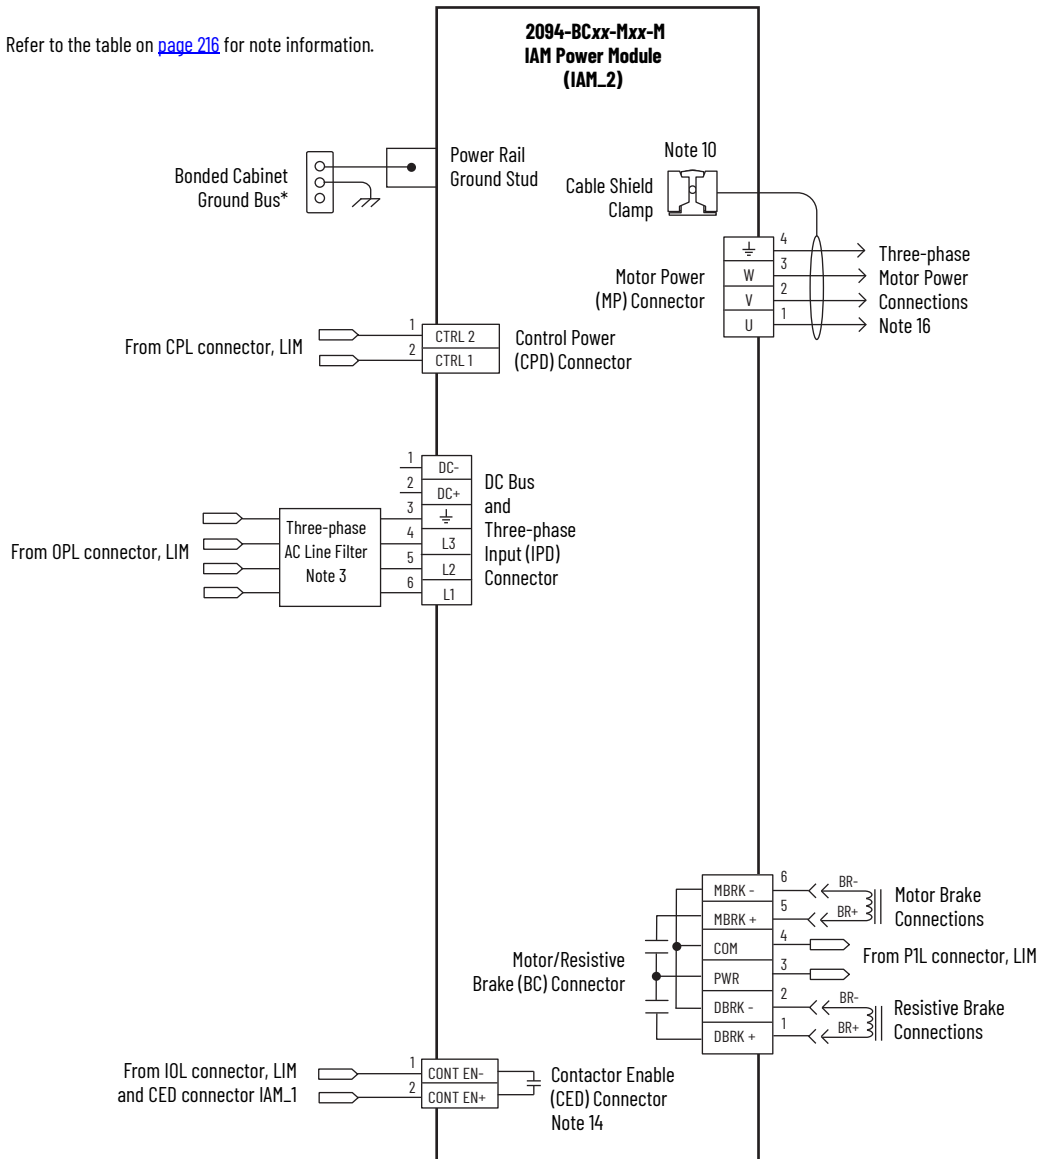 Refer to the table on page 216 for note information.
2094-BCxx-Mxx-M
IAM Power Module
(IAM_2)
Bonded Cabinet
Ground Bus*
Power Rail
Ground Stud
Note 10
Cable Shield
Clamp
Motor Power
(MP) Connector
4
W
3
V
2
U
1
Three-phase
Motor Power
Connections
Note 16
From CPL connector, LIM
1
CTRL 2
2
CTRL 1
Control Power
(CPD) Connector
From OPL connector, LIM
Three-phase
AC Line Filter
Note 3
1
DC-
2
DC+
3
4
L3
5
L2
6
L1
DC Bus
and
Three-phase
Input (IPD)
Connector
Motor/Resistive
Brake (BC) Connector
MBRK -
6
BR-
MBRK +
5
BR+
Motor Brake
Connections
COM
4
PWR
3
From P1L connector, LIM
DBRK -
2
BR-
DBRK +
1
BR+
Resistive Brake
Connections
From IOL connector, LIM
and CED connector IAM_1
1
CONT EN-
2
CONT EN+
Contactor Enable
(CED) Connector
Note 14